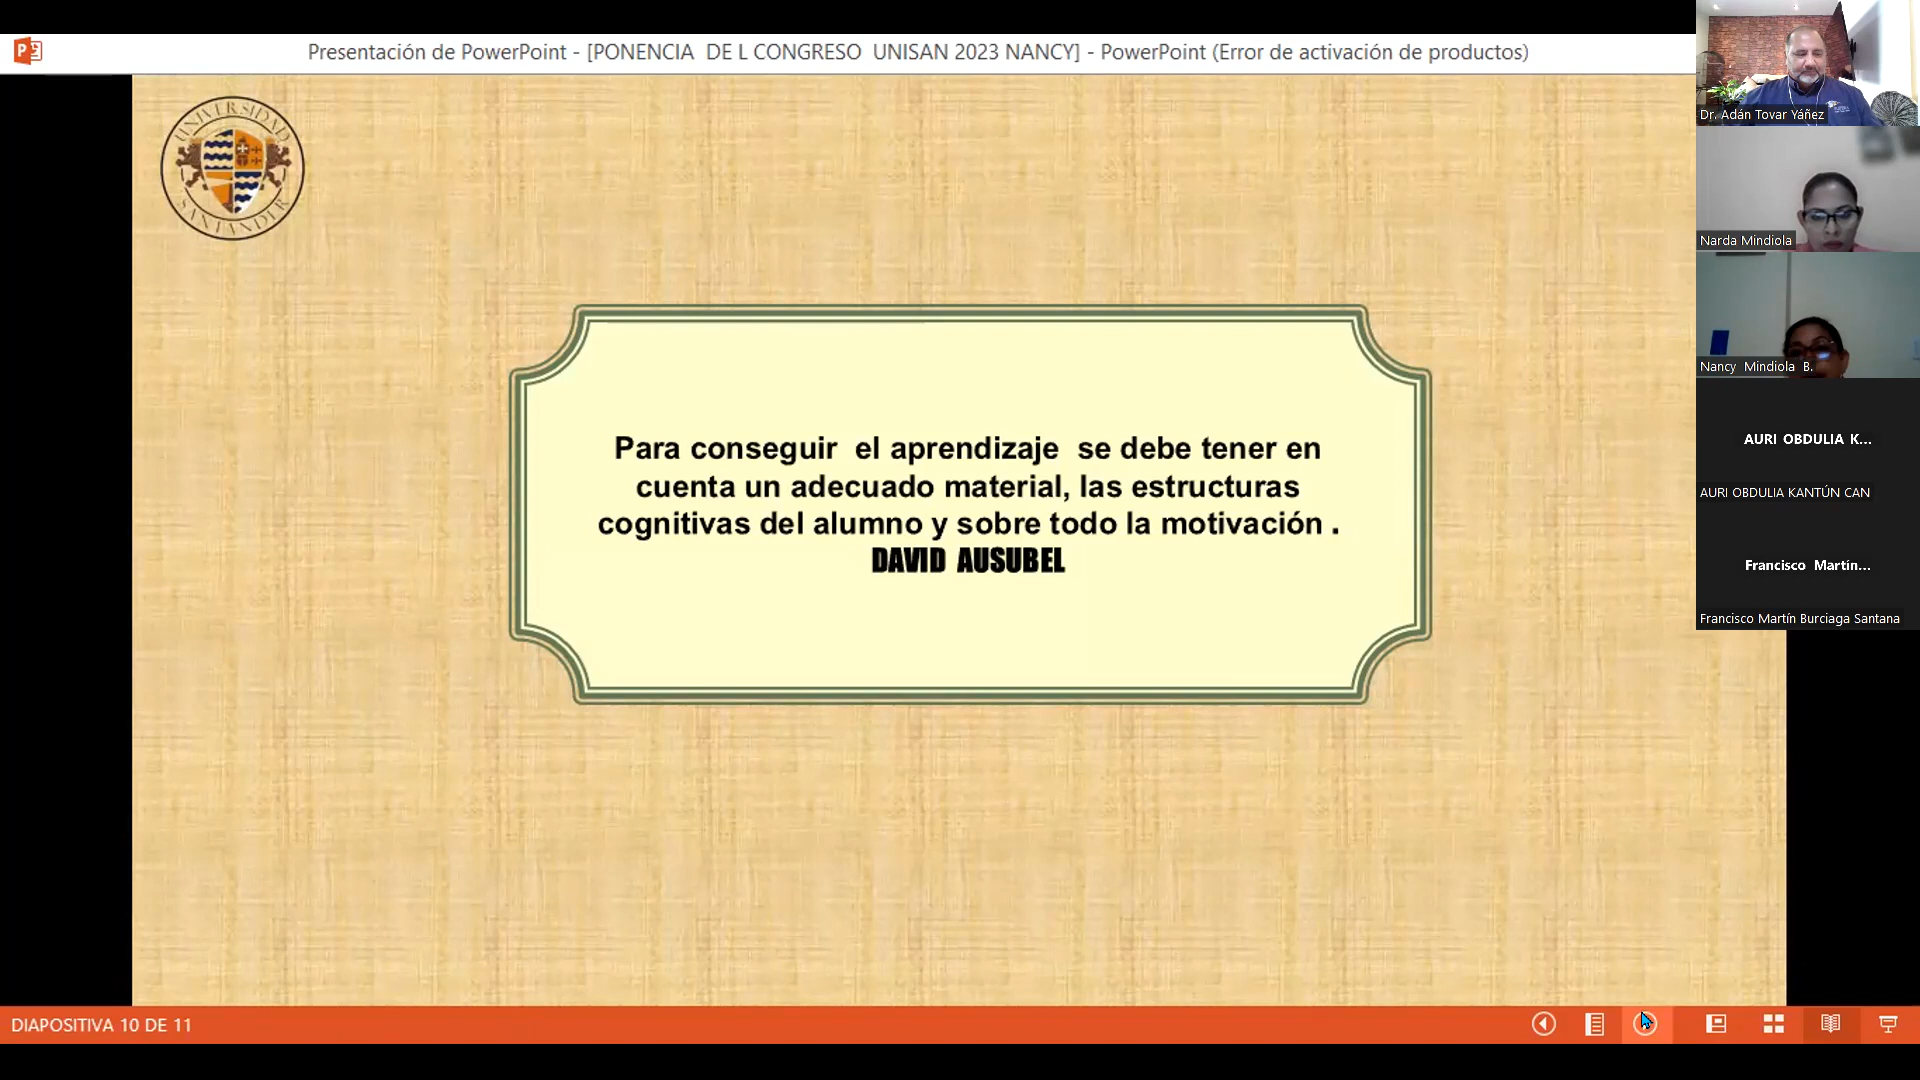 Presentación de PowerPoint - [PONENCIA  DE L CONGRESO  UNISAN 2023 NANCY] - PowerPoint (Error de activación de productos)
UNIVERSIDAD
SANTANDER
Para conseguir  el aprendizaje  se debe tener en
cuenta un adecuado material, las estructuras
cognitivas del alumno y sobre todo la motivación .
DAVID  AUSUBEL
Dr. Adán Tovar Yáñez
Narda Mindiola
Nancy  Mindiola  B.
AURI OBDULIA K...
AURI OBDULIA KANTÚN CAN
Francisco Martín...
Francisco Martín Burciaga Santana
DIAPOSITIVA 10 DE 11